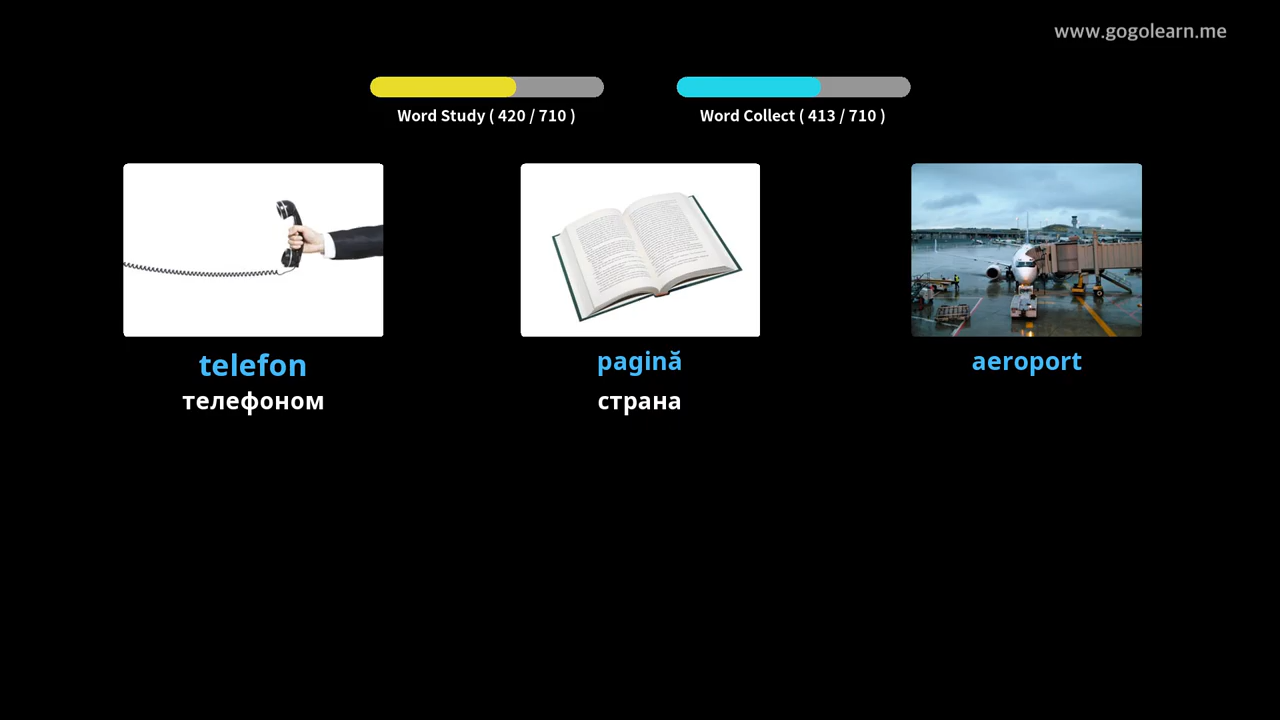 www.gogolearn.me
Word Study ( 420 / 710 )
Word Collect ( 413 / 710 )
telefon
телефоном
pagină
страна
aeroport